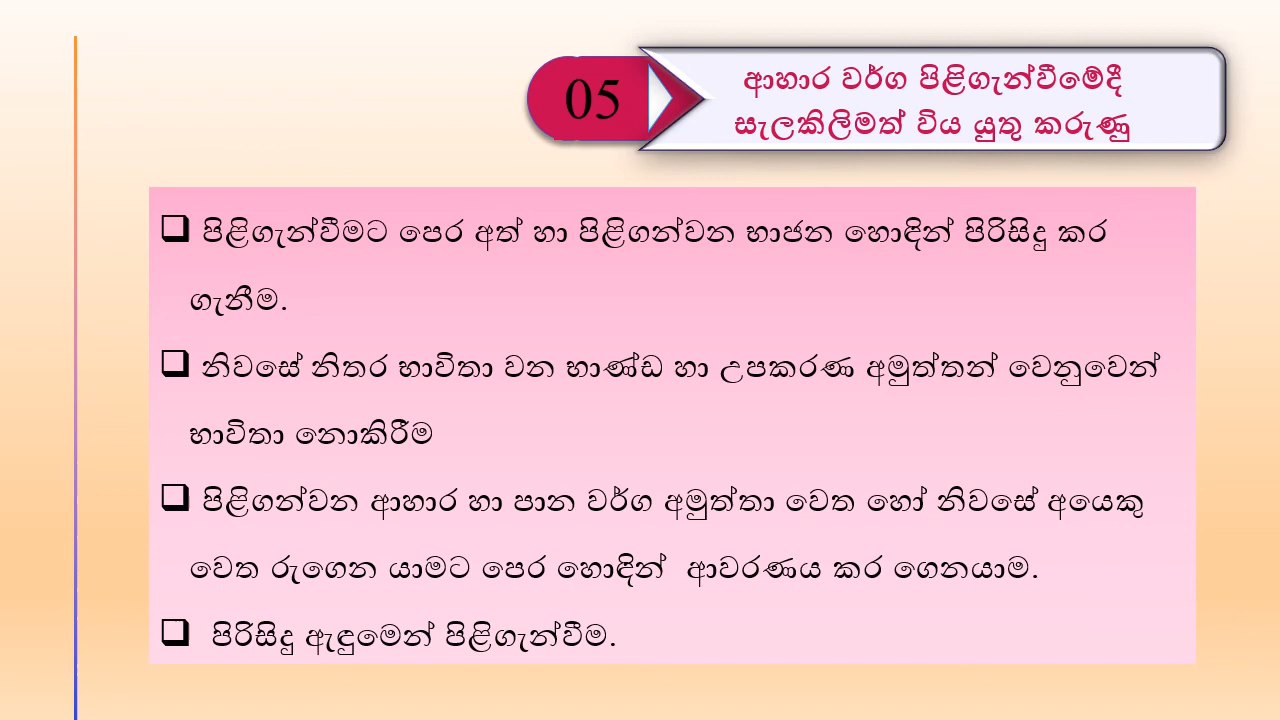 05
ආහාර වර්ග පිළිගැන්වීමේදී
සැලකිලිමත් විය යුතු කරුණු
❑ පිළිගැන්වීමට පෙර අත් හා පිළිගන්වන භාජන හොඳින් පිරිසිදු කර
ගැනීම.
❑ නිවසේ නිතර භාවිතා වන භාණ්ඩ හා උපකරණ අමුත්තන් වෙනුවෙන්
භාවිතා නොකිරීම
❑ පිළිගන්වන ආහාර හා පාන වර්ග අමුත්තා වෙත හෝ නිවසේ අයෙකු
වෙත රුගෙන යාමට පෙර හොඳින් ආවරණය කර ගෙනයාම.
❑ පිරිසිදු ඇඳුමෙන් පිළිගැන්වීම.